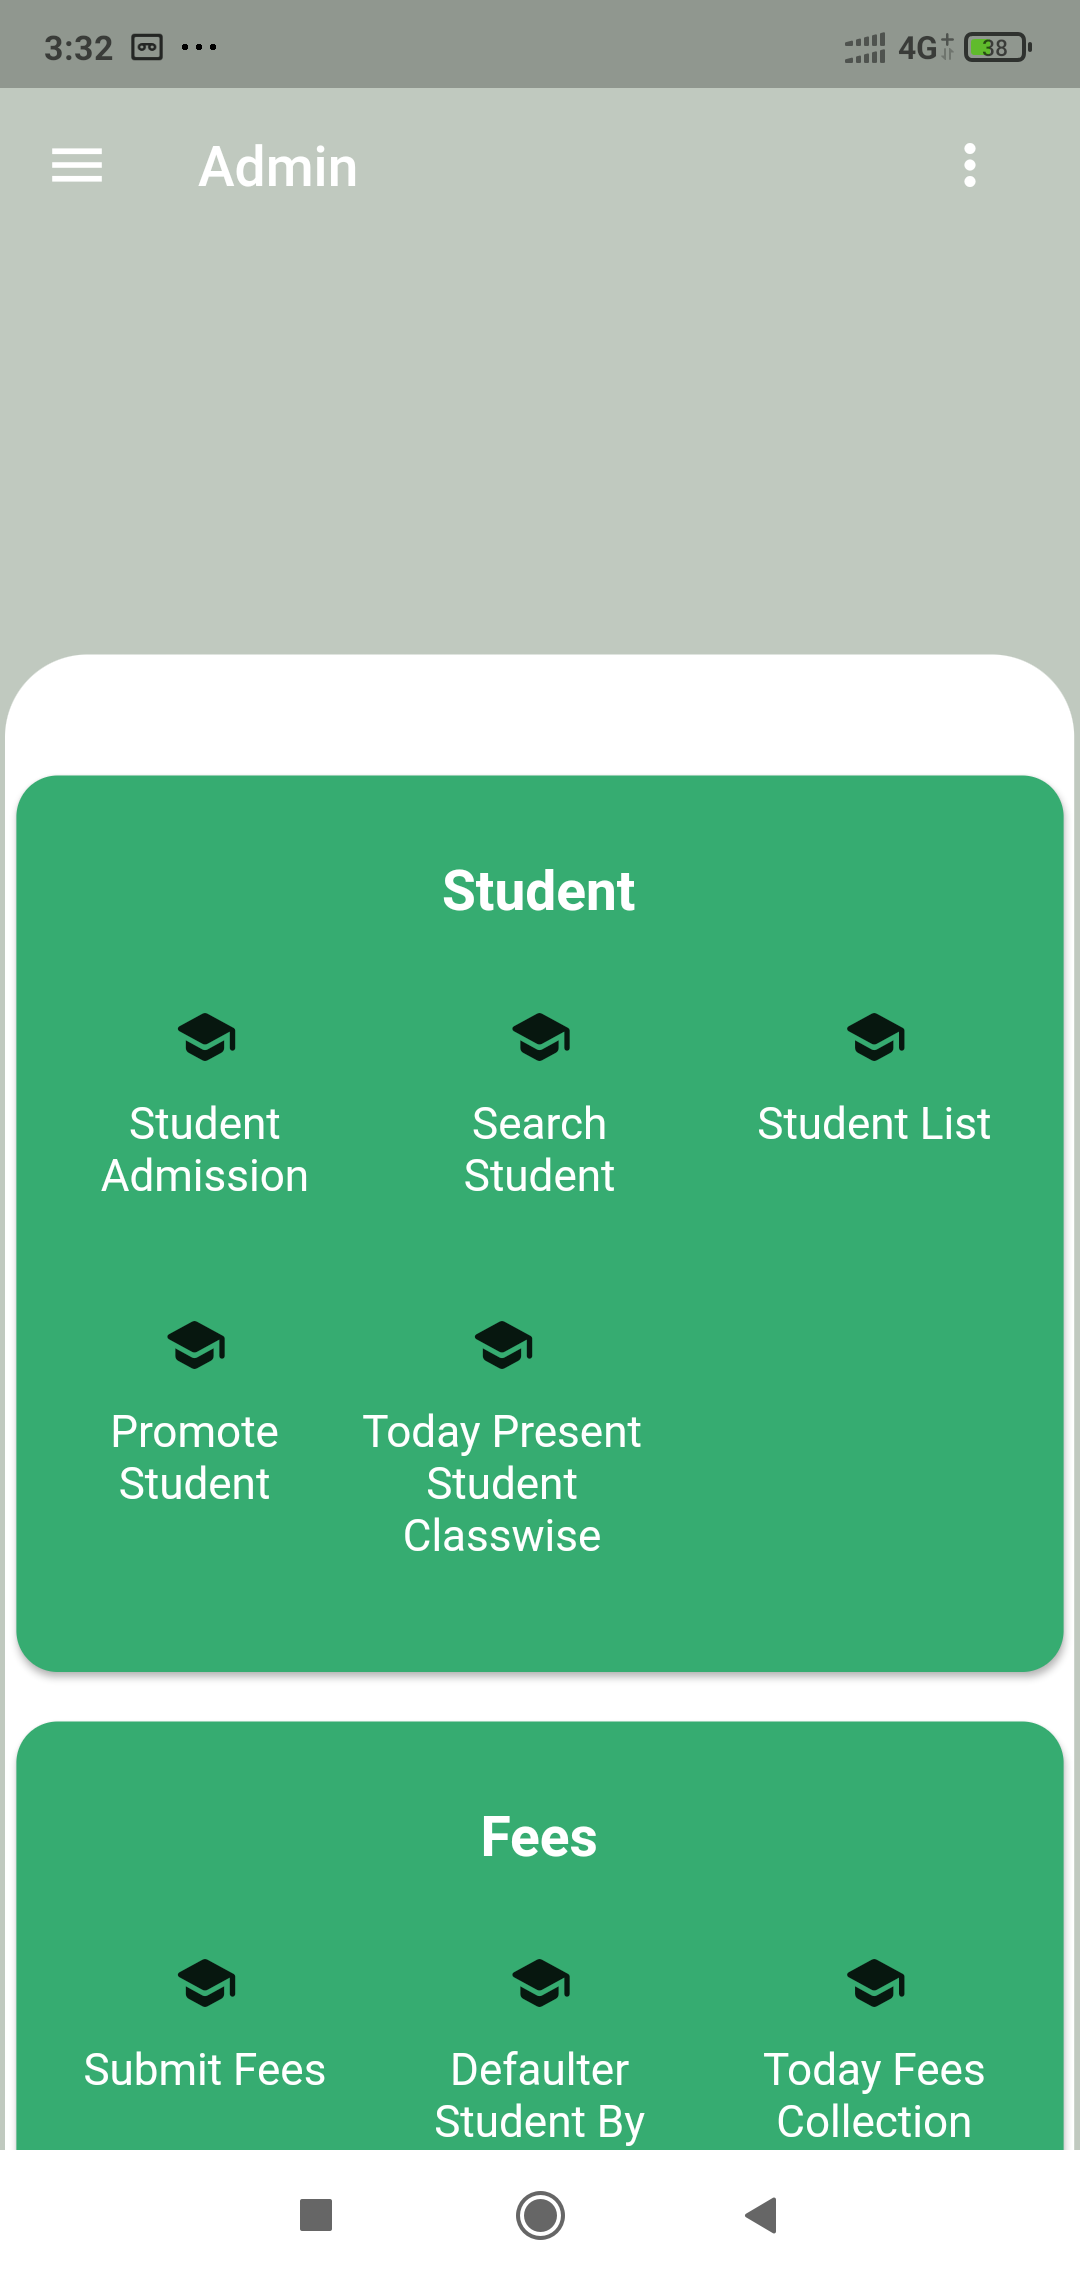 3:32 4G+ 38
Admin
Student
Student Search Student List
Admission Student
Promote Today Present
Student Student
Classwise
Fees
Submit Fees Defaulter Today Fees
Student By Collection